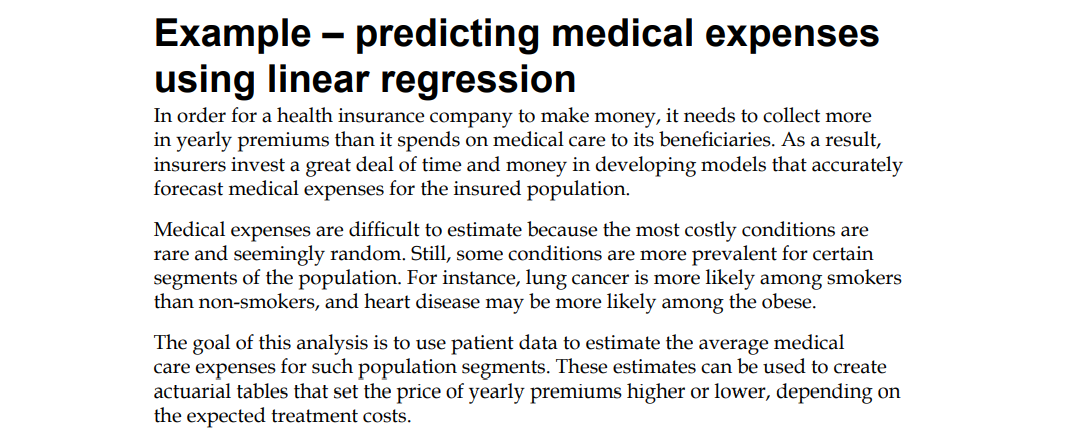 Example – predicting medical expenses
using linear regression
In order for a health insurance company to make money, it needs to collect more
in yearly premiums than it spends on medical care to its beneficiaries. As a result,
insurers invest a great deal of time and money in developing models that accurately
forecast medical expenses for the insured population.
Medical expenses are difficult to estimate because the most costly conditions are
rare and seemingly random. Still, some conditions are more prevalent for certain
segments of the population. For instance, lung cancer is more likely among smokers
than non-smokers, and heart disease may be more likely among the obese.
The goal of this analysis is to use patient data to estimate the average medical
care expenses for such population segments. These estimates can be used to create
actuarial tables that set the price of yearly premiums higher or lower, depending on
the expected treatment costs.